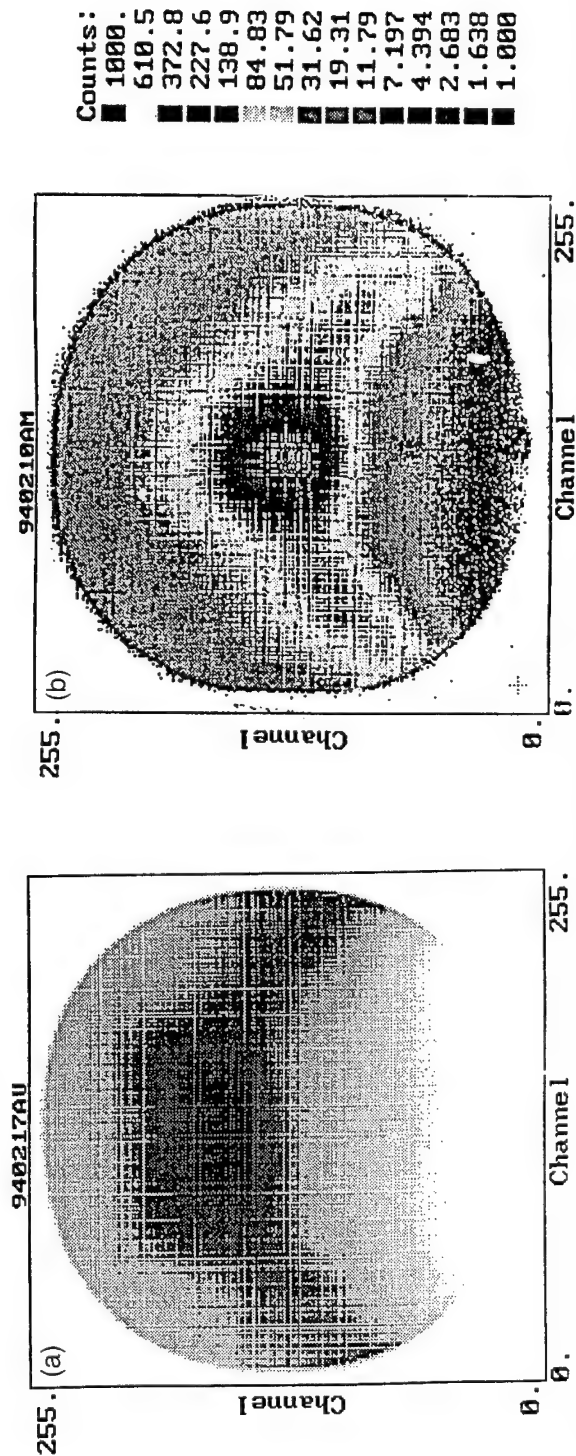 940217AU
(a)
255.
Channel
0.
0.
Channel
255.
940210AM
(b)
255.
Channel
0.
0.
Channel
255.
Counts:
1000.
610.5
372.8
227.6
138.9
84.83
51.79
31.62
19.31
11.79
7.197
4.394
2.683
1.638
1.000